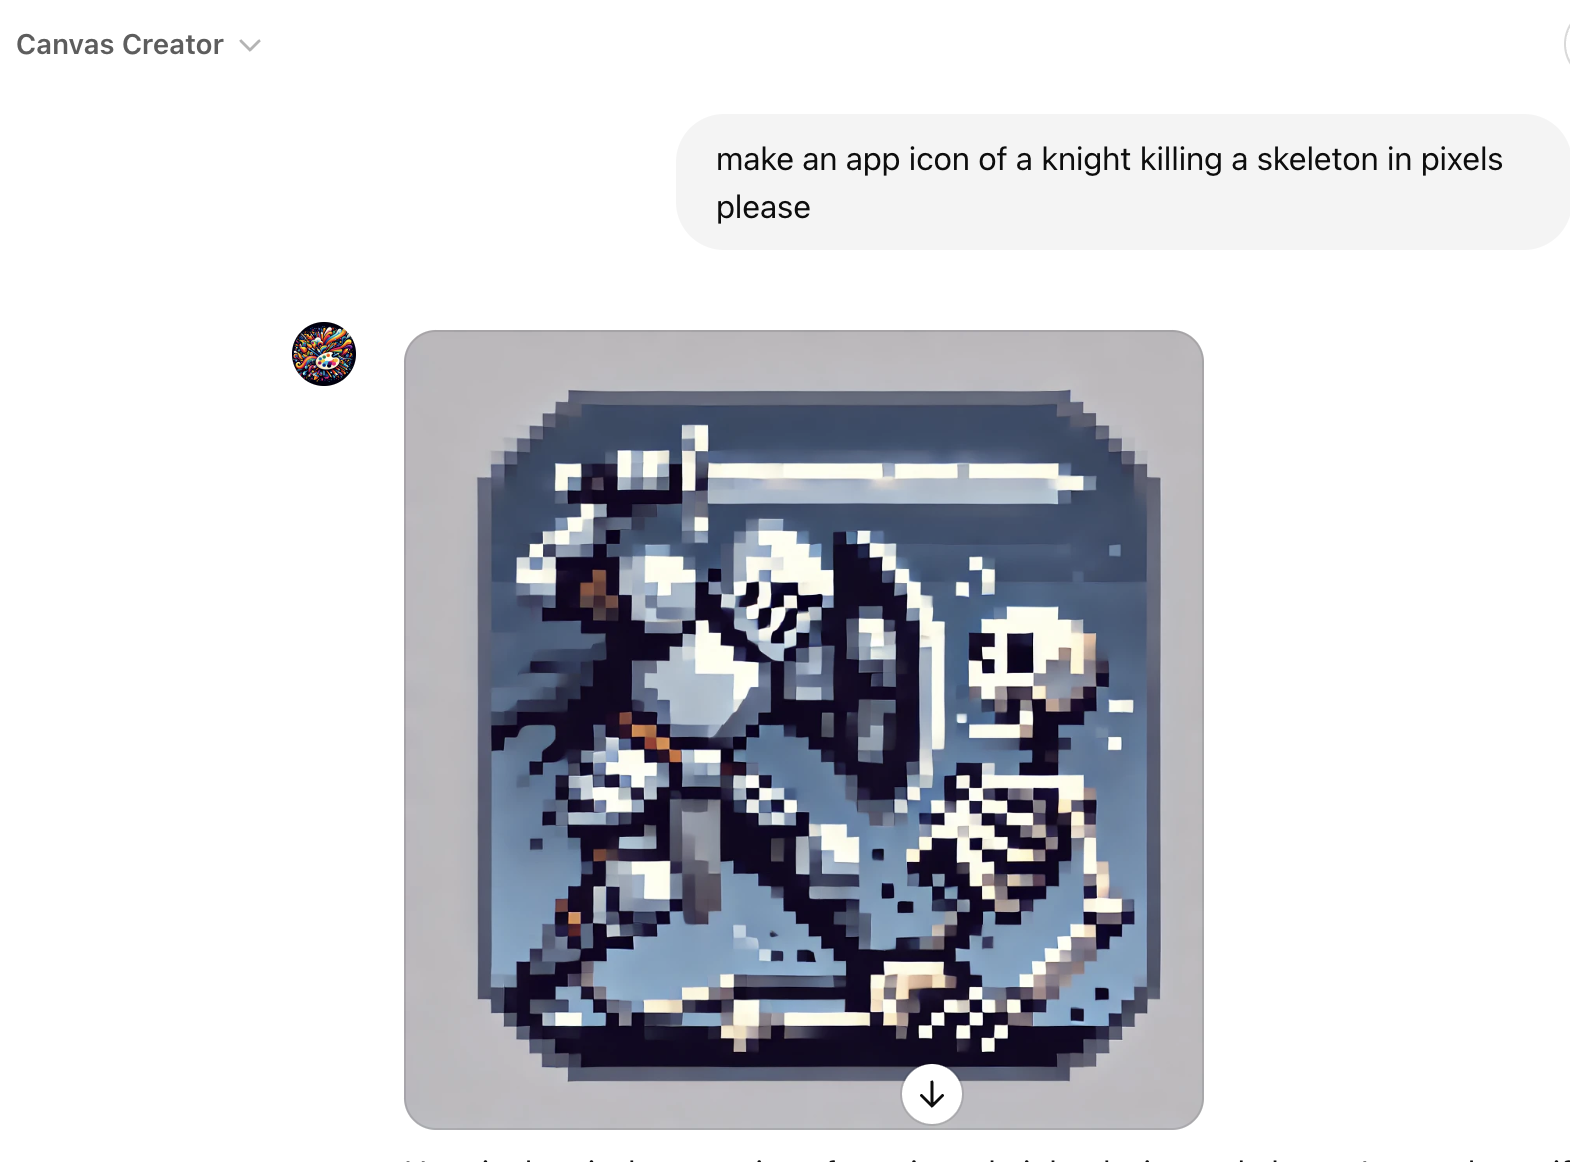 Canvas Creator
make an app icon of a knight killing a skeleton in pixels
please